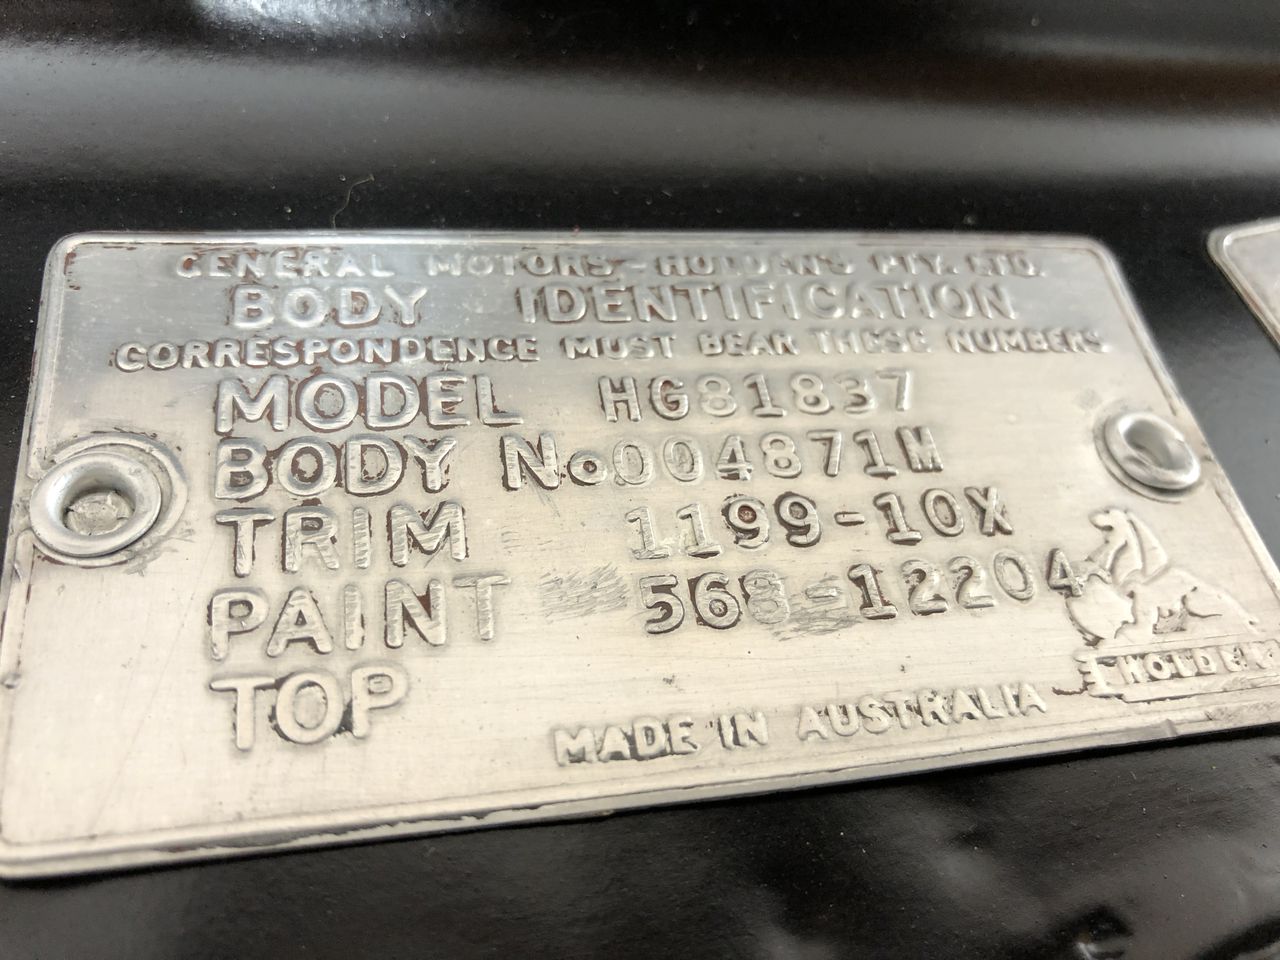 GENERAL MOTORS-HOLDEN'S PTY. LTD.
BODY IDENTIFICATION
CORRESPONDENCE MUST BEAR THESE NUMBERS
MODEL HG81837
BODY No. 004871M
TRIM 1199-10X
PAINT 568-12204
TOP
HOLDEN
MADE IN AUSTRALIA